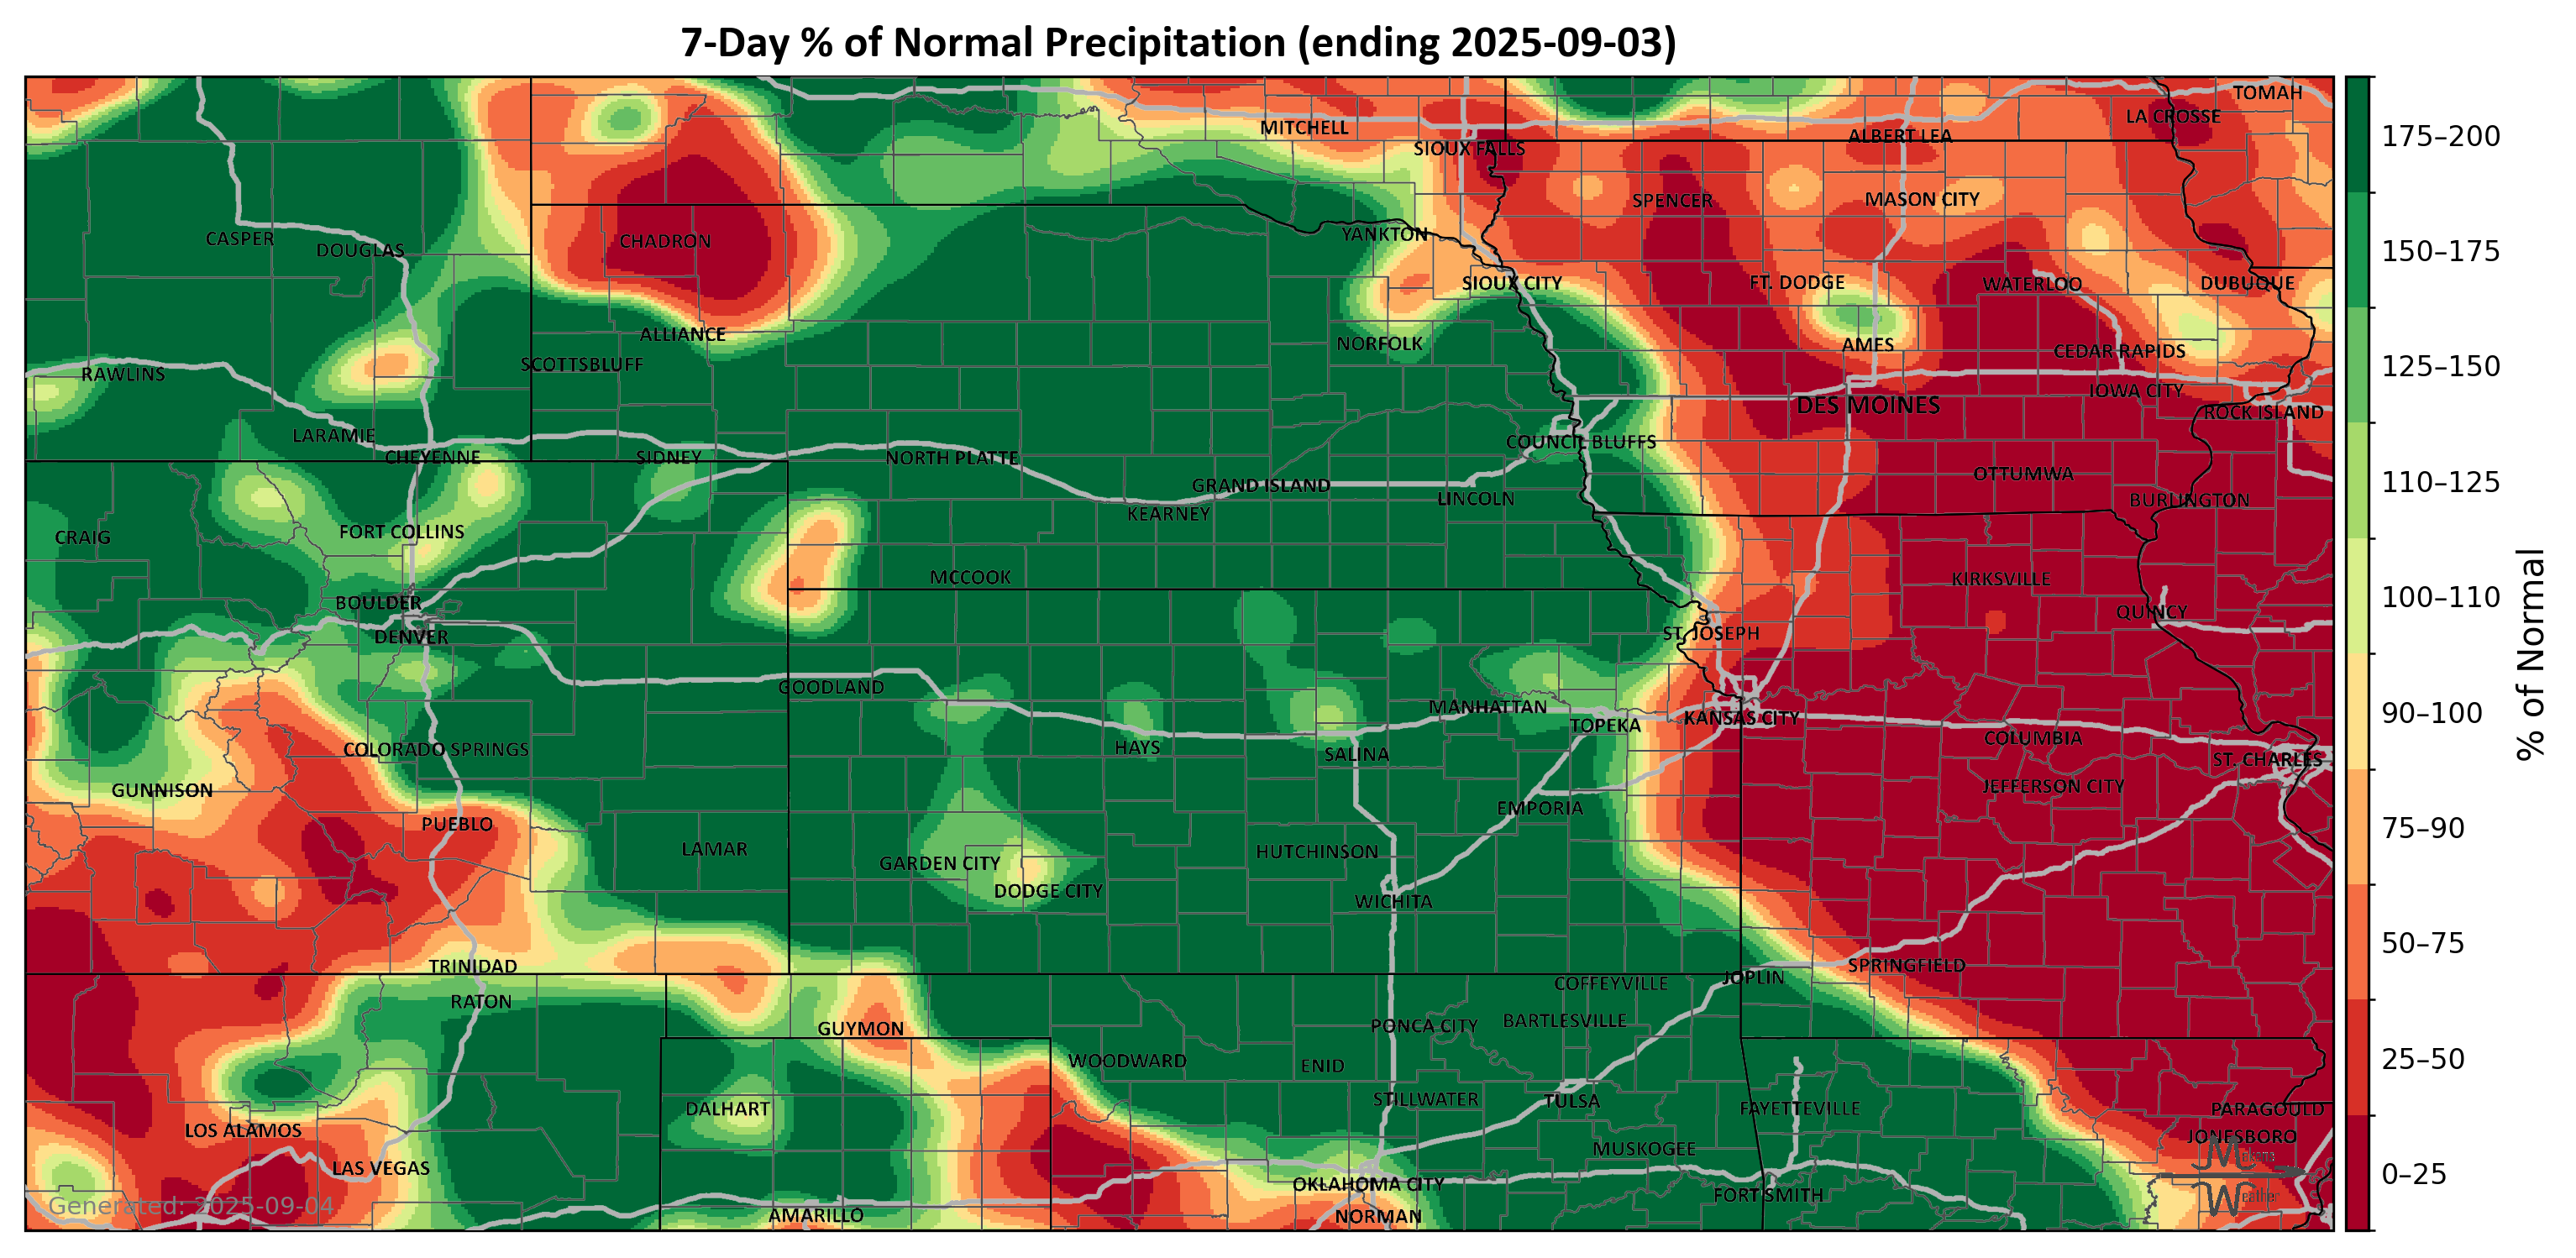 7-Day % of Normal Precipitation (ending 2025-09-03)
TOMAH
LA CROSSE
MITCHELL
ALBERT LEA
SIOUX FALLS
SPENCER
MASON CITY
YANKTON
CASPER
CHADRON
DOUGLAS
SIOUX CITY
FT. DODGE
WATERLOO
DUBUQUE
ALLIANCE
NORFOLK
AMES
CEDAR RAPIDS
SCOTTSBLUFF
RAWLINS
IOWA CITY
DES MOINES
ROCK ISLAND
LARAMIE
COUNCIL BLUFFS
CHEYENNE
SIDNEY
NORTH PLATTE
OTTUMWA
GRAND ISLAND
LINCOLN
BURLINGTON
KEARNEY
FORT COLLINS
CRAIG
MCCOOK
KIRKSVILLE
BOULDER
QUINCY
DENVER
ST. JOSEPH
GOODLAND
MANHATTAN
KANSAS CITY
TOPEKA
COLUMBIA
COLORADO SPRINGS
HAYS
SALINA
ST. CHARLES
GUNNISON
JEFFERSON CITY
EMPORIA
PUEBLO
LAMAR
HUTCHINSON
GARDEN CITY
DODGE CITY
WICHITA
TRINIDAD
SPRINGFIELD
JOPLIN
COFFEYVILLE
RATON
GUYMON
PONCA CITY
BARTLESVILLE
WOODWARD
ENID
STILLWATER
TULSA
DALHART
FAYETTEVILLE
PARAGOULD
LOS ALAMOS
JONESBORO
MUSKOGEE
LAS VEGAS
OKLAHOMA CITY
FORT SMITH
AMARILLO
NORMAN
Makens
Weather
Generated: 2025-09-04
175–200
150–175
125–150
110–125
100–110
90–100
75–90
50–75
25–50
0–25
% of Normal